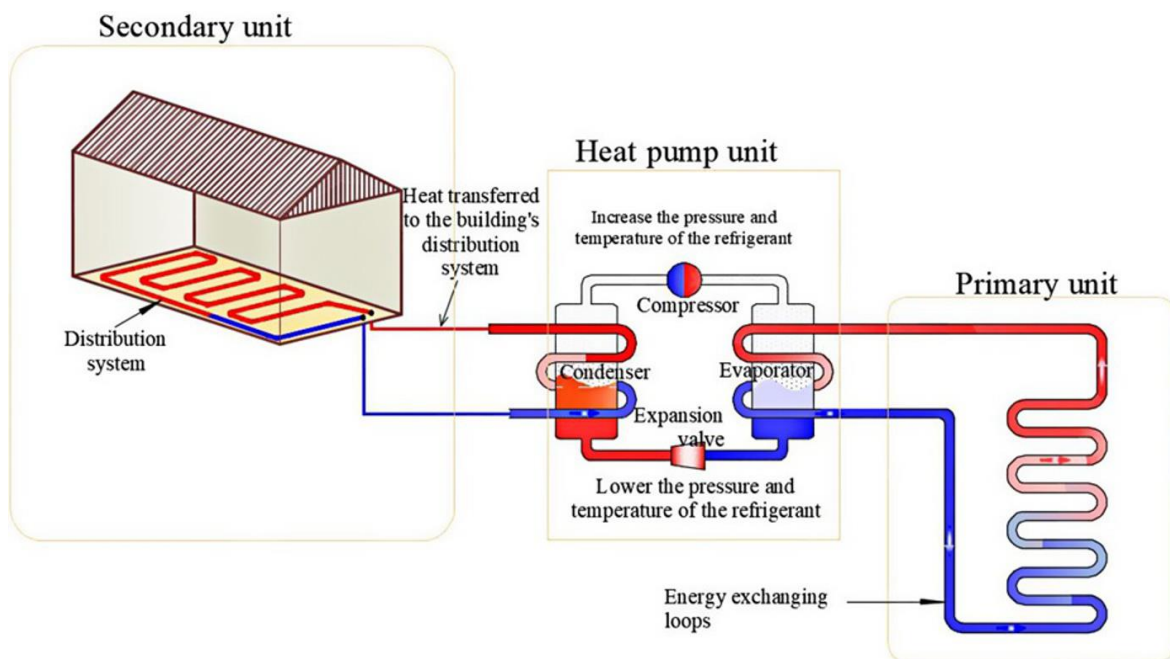 Secondary unit
Heat transferred
to the building's
distribution
system
Distribution
system
Heat pump unit
Increase the pressure and
temperature of the refrigerant
Compressor
Condenser
Evaporator
Expansion
valve
Lower the pressure and
temperature of the refrigerant
Primary unit
Energy exchanging
loops